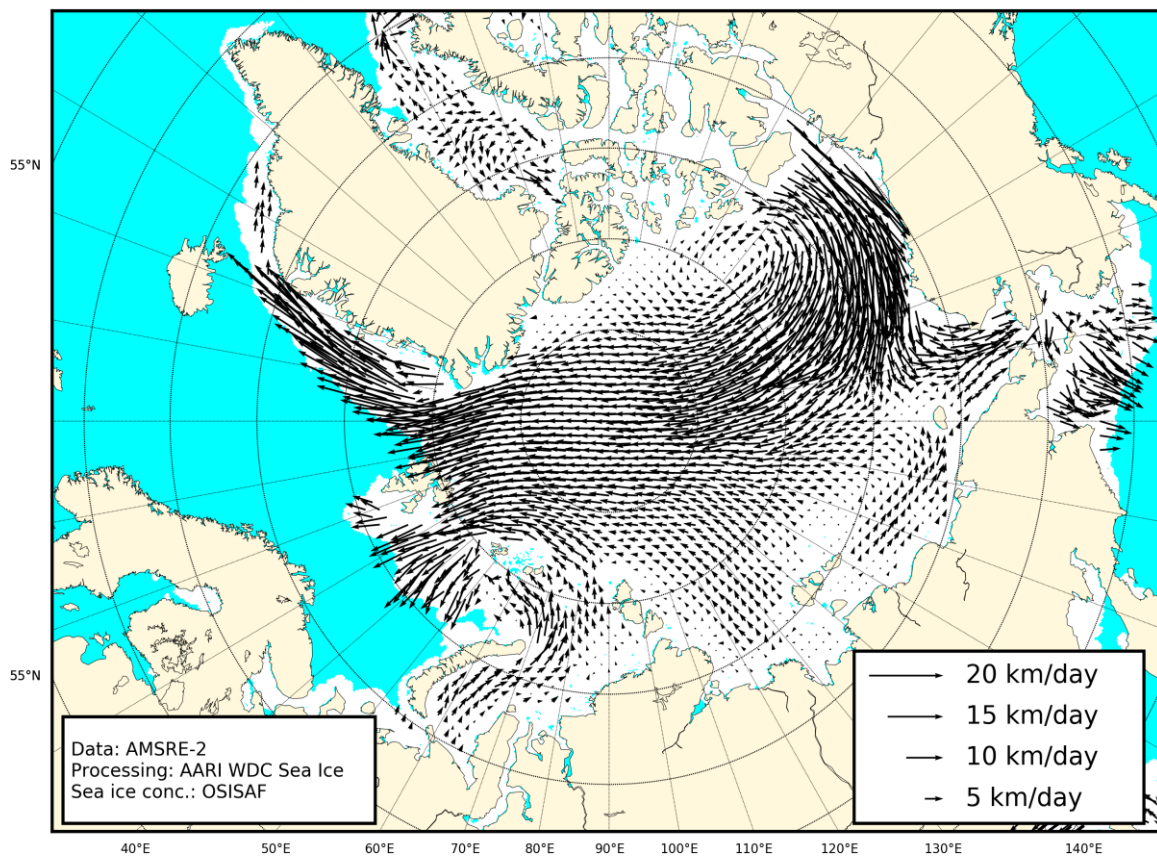 55°N
55°N
Data: AMSRE-2
Processing: AARI WDC Sea Ice
Sea ice conc.: OSISAF
20 km/day
15 km/day
10 km/day
5 km/day
40°E 50°E 60°E 70°E 80°E 90°E 100°E 110°E 120°E 130°E 140°E